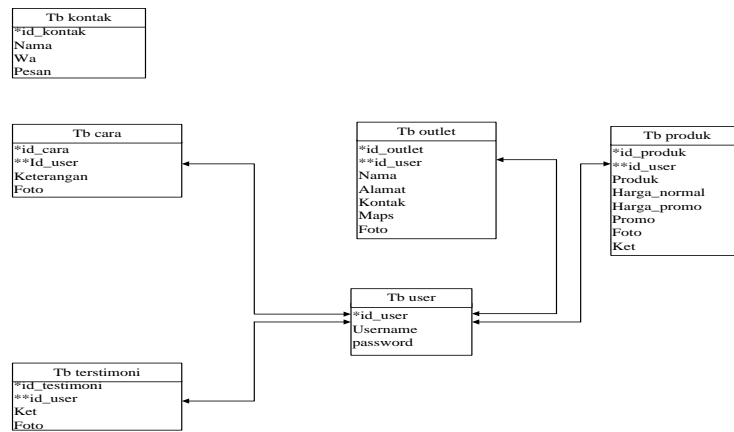 Tb kontak
*id_kontak
Nama
Wa
Pesan
Tb cara
*id_cara
**Id_user
Keterangan
Foto
Tb outlet
*id_outlet
**id_user
Nama
Alamat
Kontak
Maps
Foto
Tb produk
*id_produk
**id_user
Produk
Harga_normal
Harga_promo
Promo
Foto
Ket
Tb user
*id_user
Username
password
Tb terstimoni
*id_testimoni
**id_user
Ket
Foto